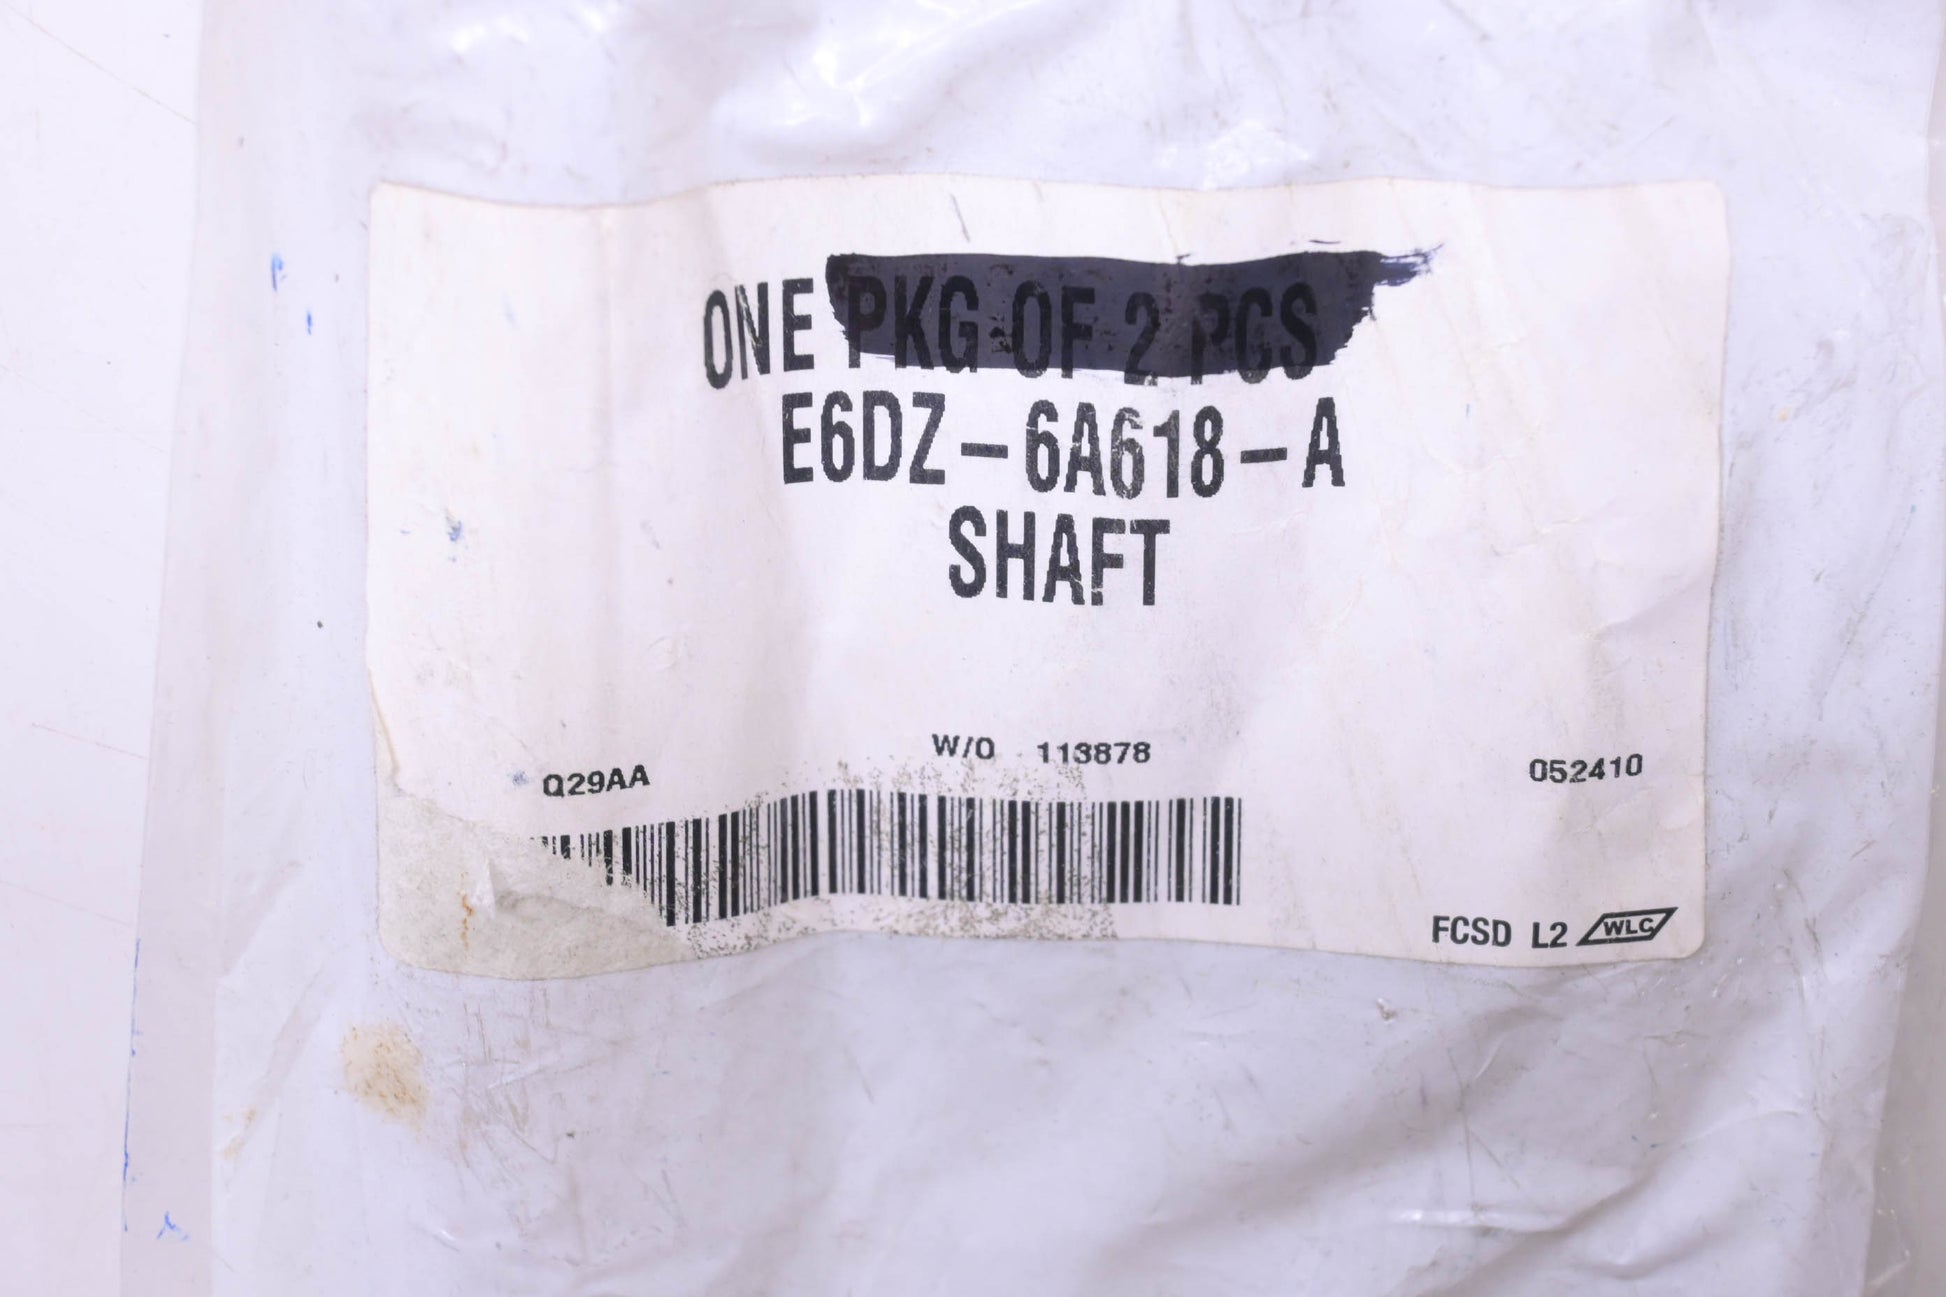 ONE PKG OF 2 PCS
E6DZ-6A618-A
SHAFT
W/O 113878
Q29AA
052410
FCSD L2 WLC